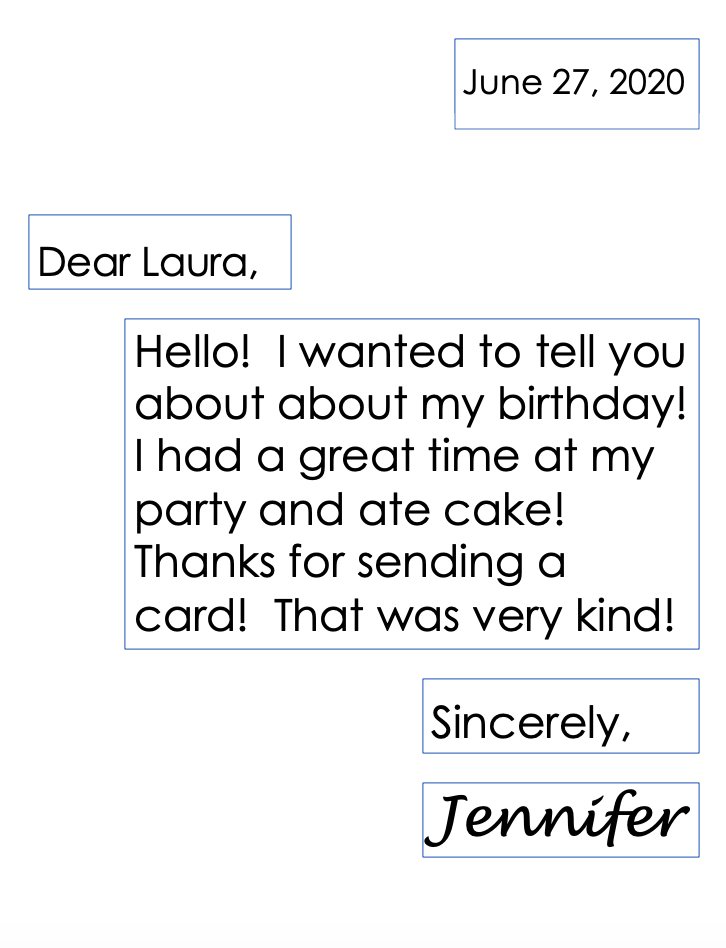 June 27, 2020
Dear Laura,
Hello!  I wanted to tell you
about about my birthday!
I had a great time at my
party and ate cake!
Thanks for sending a
card!  That was very kind!
Sincerely,
Jennifer